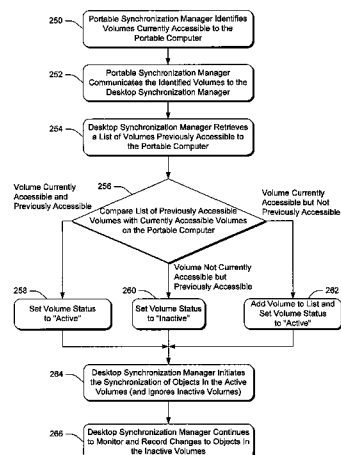 250
Portable Synchronization Manager Identifies
Volumes Currently Accessible to the
Portable Computer
252
Portable Synchronization Manager
Communicates the Identified Volumes to the
Desktop Synchronization Manager
254
Desktop Synchronization Manager Retrieves
a List of Volumes Previously Accessible to
the Portable Computer
Volume Currently
Accessible and
Previously Accessible
256
Volume Currently
Accessible but Not
Previously Accessible
Compare List of Previously Accessible
Volumes with Currently Accessible Volumes
on the Portable Computer
Volume Not Currently
Accessible but
Previously Accessible
258
Set Volume Status
to "Active"
260
Set Volume Status
to "Inactive"
262
Add Volume to List and
Set Volume Status
to "Active"
264
Desktop Synchronization Manager Initiates
the Synchronization of Objects In the Active
Volumes (and Ignores Inactive Volumes)
266
Desktop Synchronization Manager Continues
to Monitor and Record Changes to Objects In
the Inactive Volumes